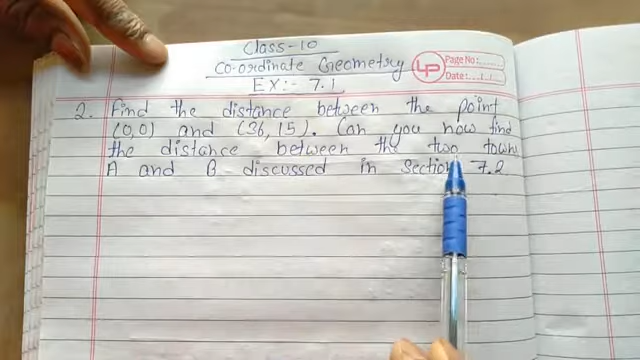 Class-10
Co-ordinate Geometry
EX:- 7.1
LP
Page No:......
Date:.../.../...
2. Find the distance between the point
(0,0) and (36,15). Can you now find
the distance between the two towns
A and B discussed in section 7.2